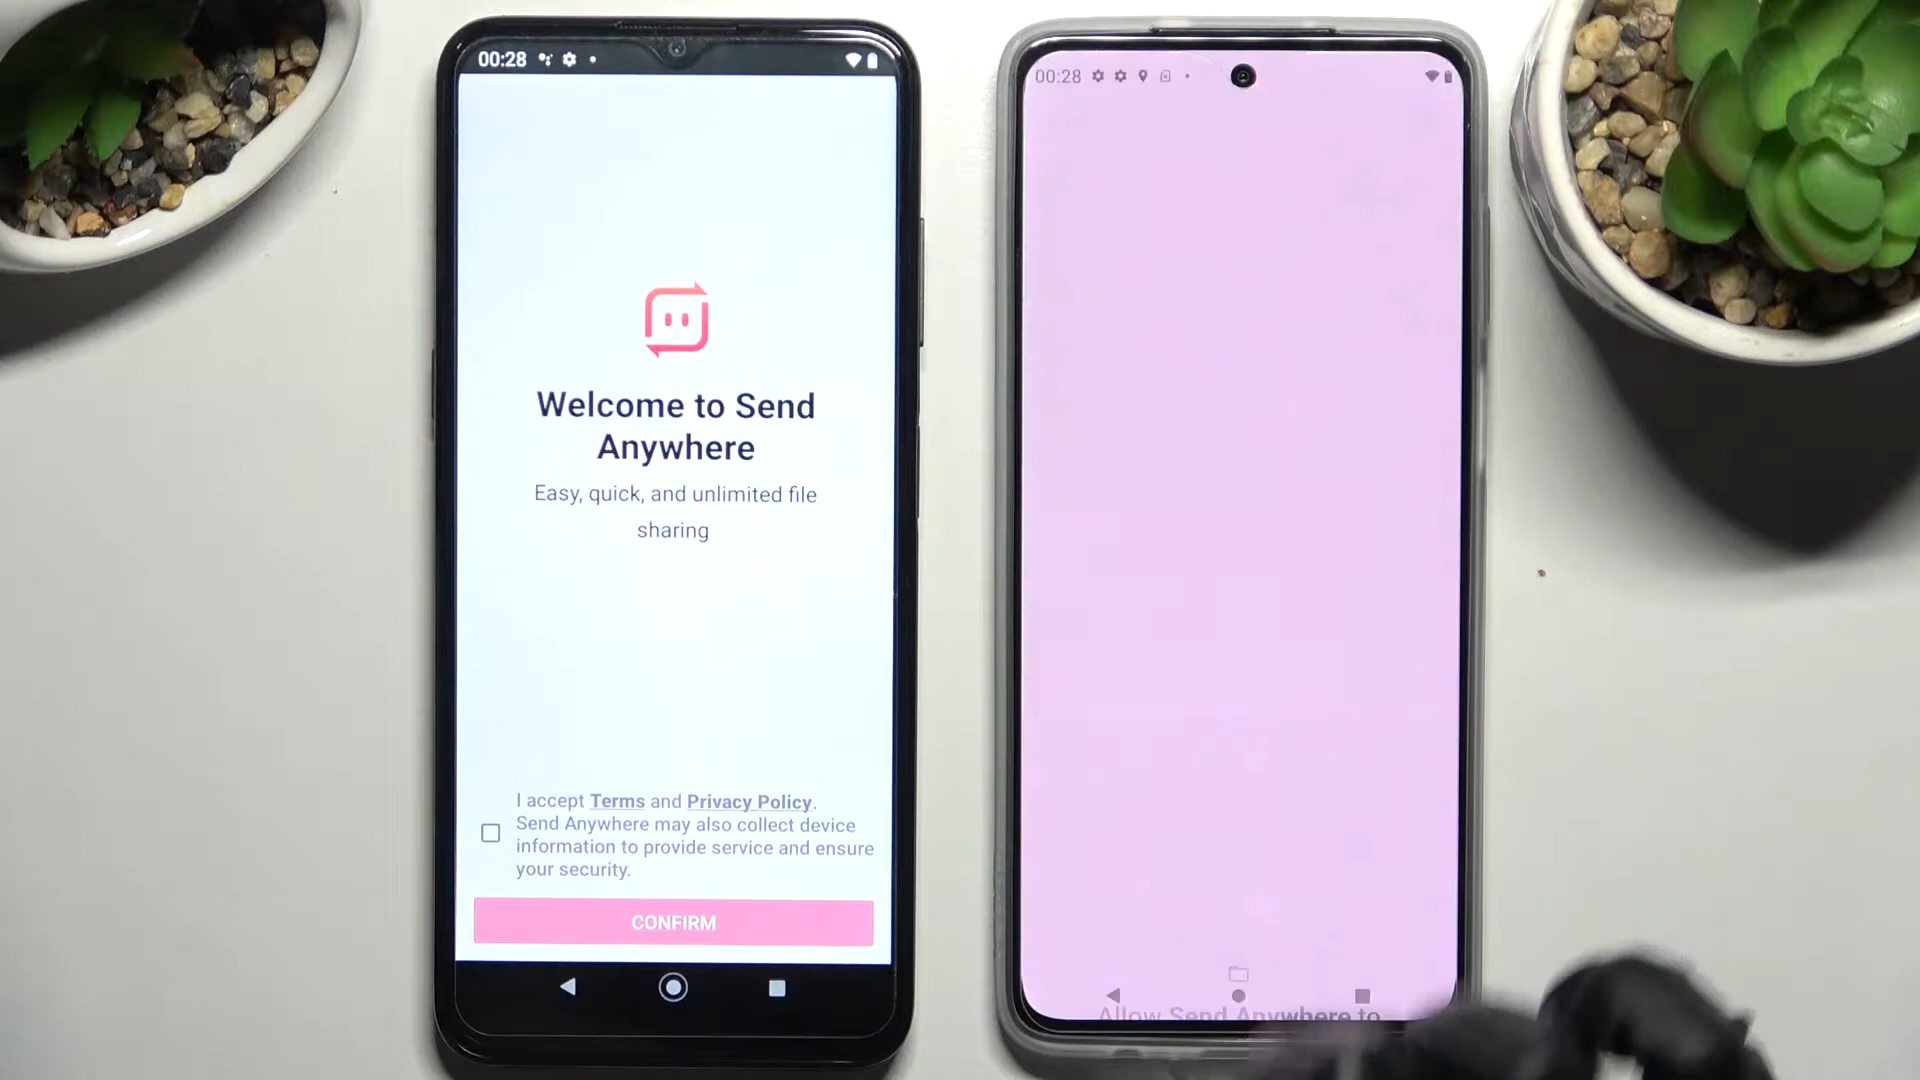 00:28
Welcome to Send
Anywhere
Easy, quick, and unlimited file
sharing
I accept Terms and Privacy Policy.
Send Anywhere may also collect device
information to provide service and ensure
your security.
CONFIRM
00:28
Allow Send Anywhere to